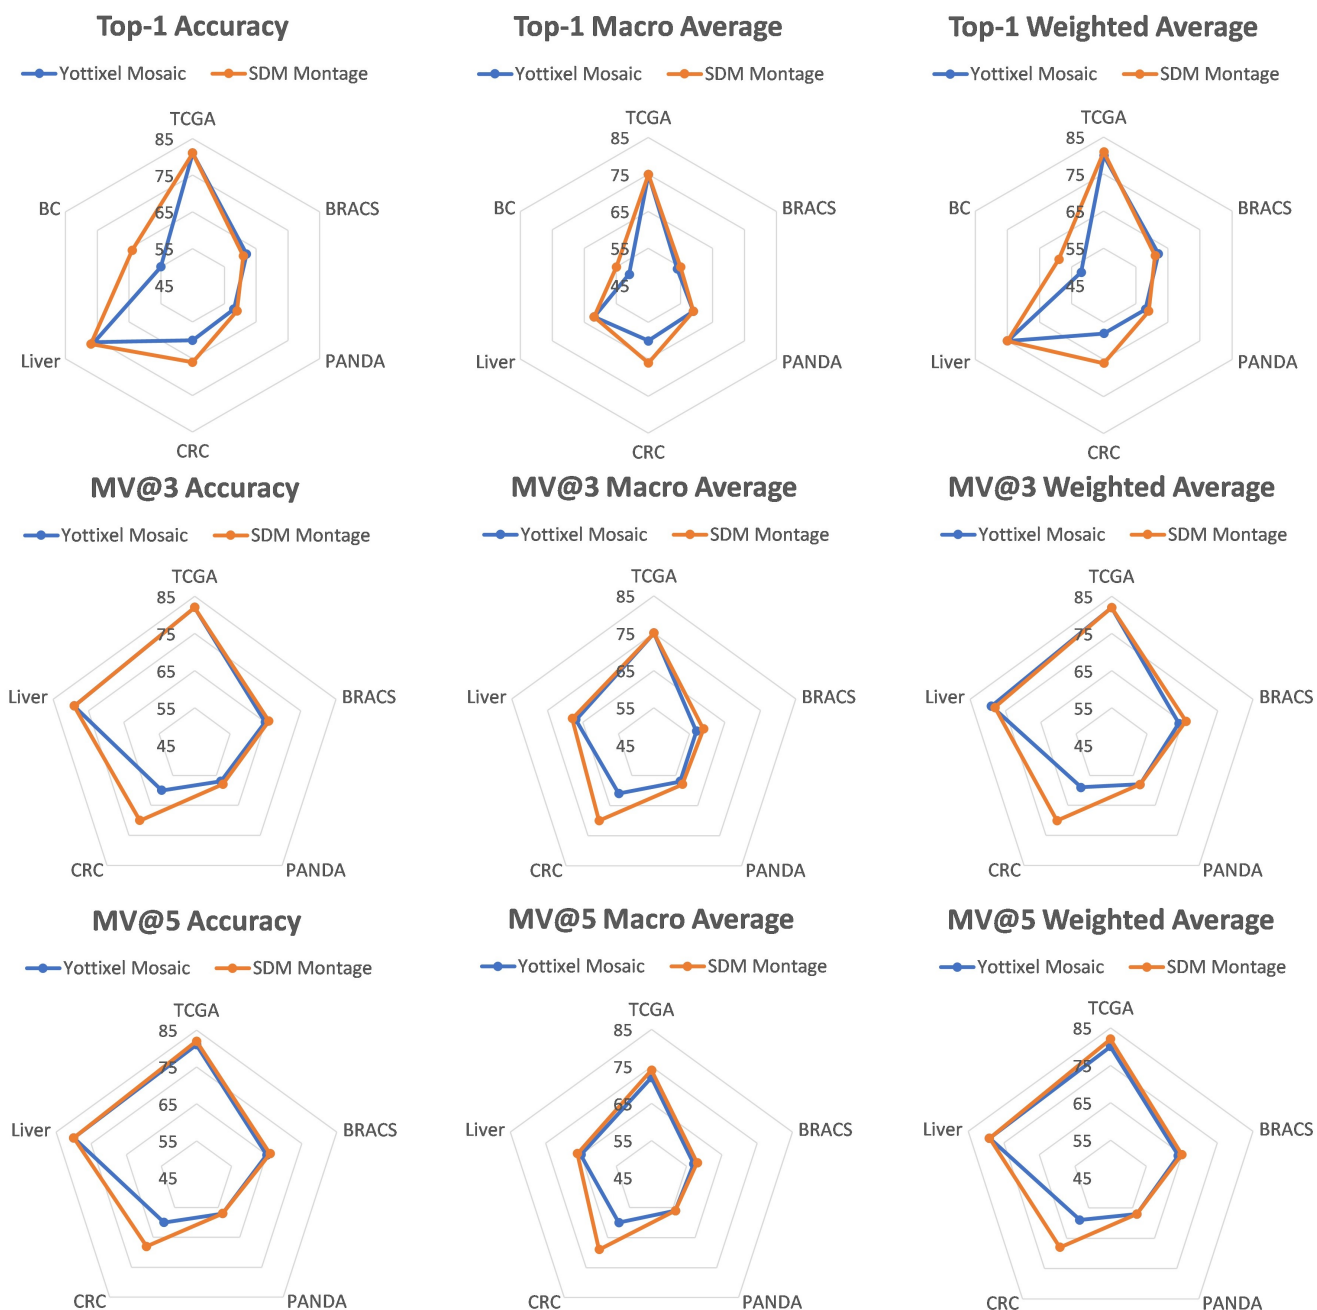 Top-1 Accuracy
Yottixel Mosaic SDM Montage
TCGA
85
75
BC BRACS
65
55
45
Liver PANDA
CRC
Top-1 Macro Average
Yottixel Mosaic SDM Montage
TCGA
85
75
BC BRACS
65
55
45
Liver PANDA
CRC
Top-1 Weighted Average
Yottixel Mosaic SDM Montage
TCGA
85
75
BC BRACS
65
55
45
Liver PANDA
CRC
MV@3 Accuracy
Yottixel Mosaic SDM Montage
TCGA
85
75
65
Liver BRACS
55
45
CRC PANDA
MV@3 Macro Average
Yottixel Mosaic SDM Montage
TCGA
85
75
65
Liver BRACS
55
45
CRC PANDA
MV@3 Weighted Average
Yottixel Mosaic SDM Montage
TCGA
85
75
65
Liver BRACS
55
45
CRC PANDA
MV@5 Accuracy
Yottixel Mosaic SDM Montage
TCGA
85
75
65
Liver BRACS
55
45
CRC PANDA
MV@5 Macro Average
Yottixel Mosaic SDM Montage
TCGA
85
75
65
Liver BRACS
55
45
CRC PANDA
MV@5 Weighted Average
Yottixel Mosaic SDM Montage
TCGA
85
75
65
Liver BRACS
55
45
CRC PANDA